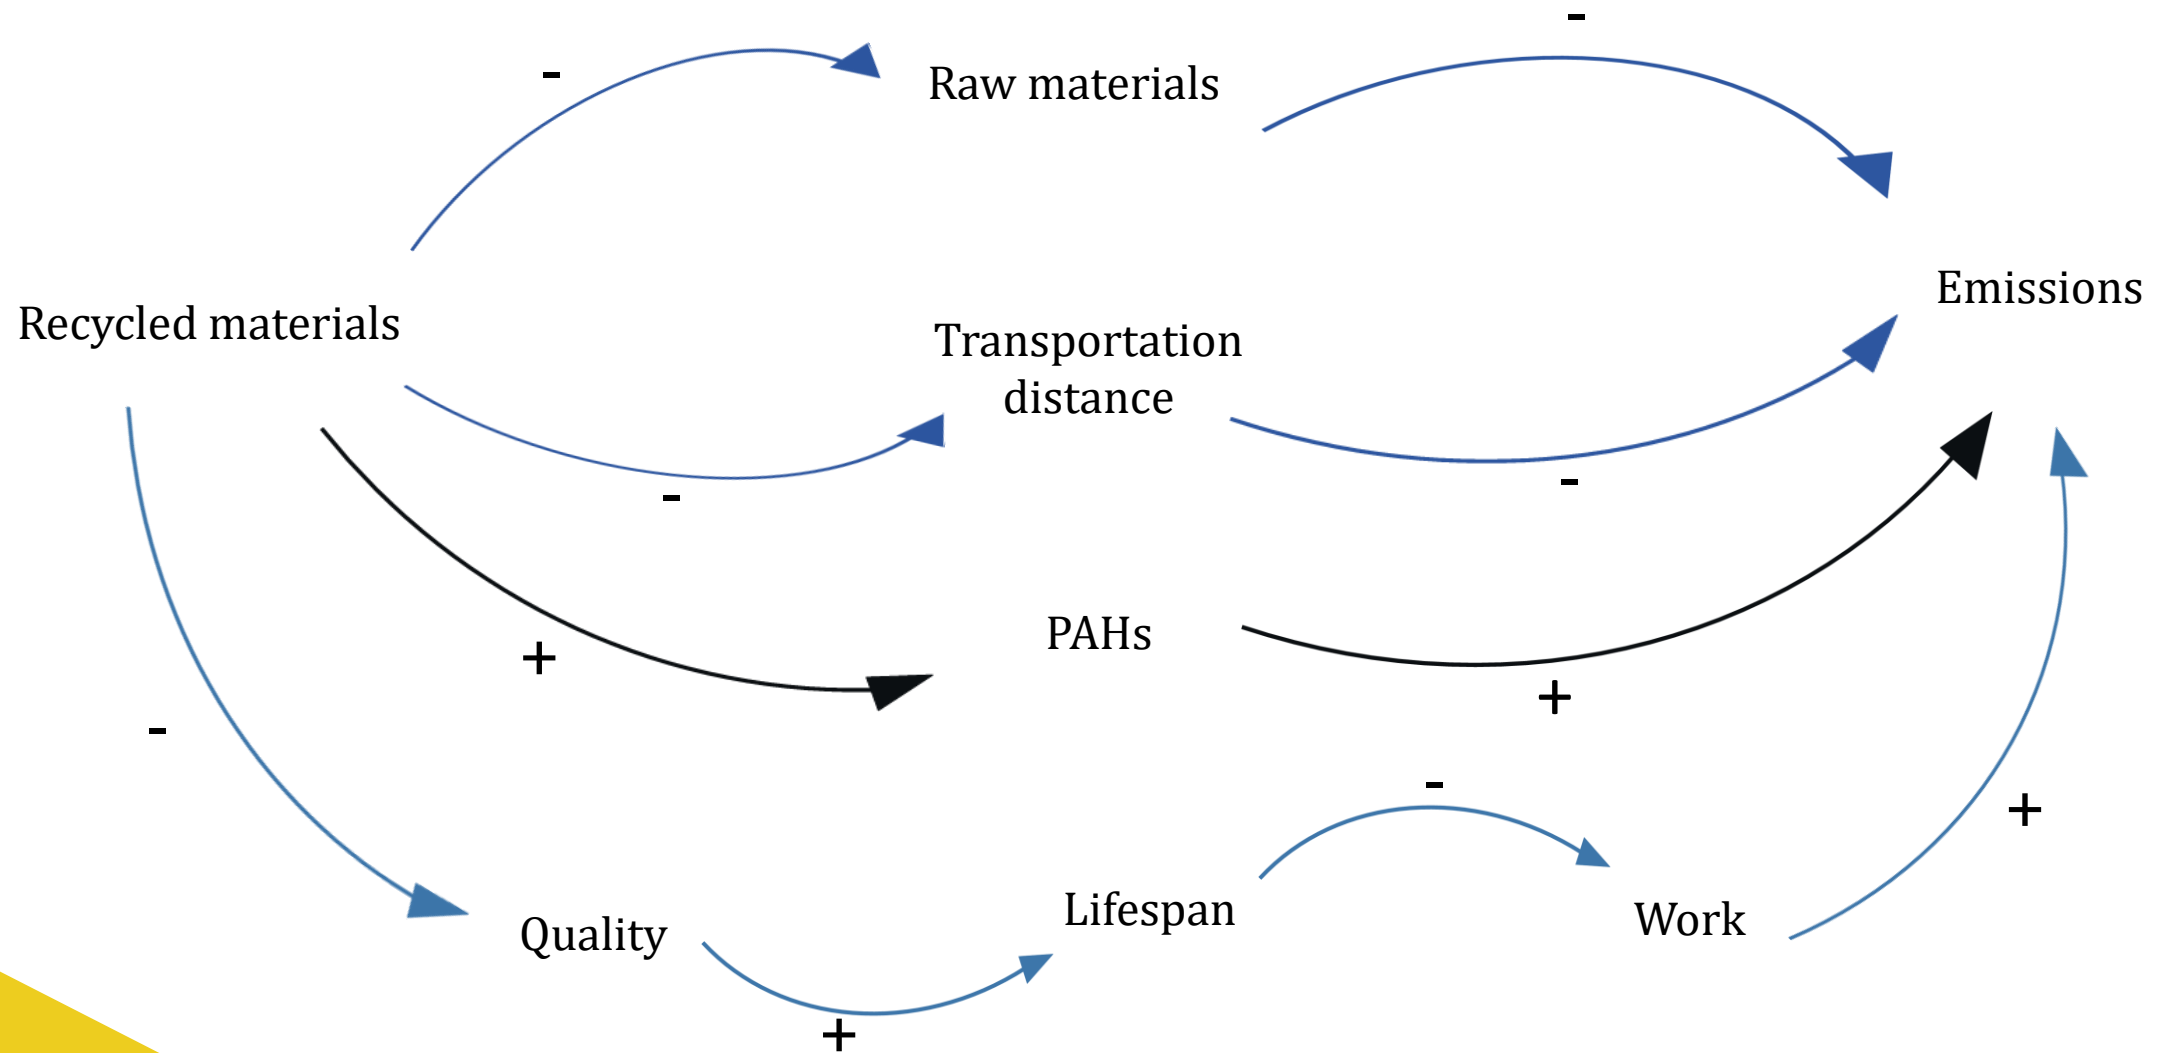 -
-
Raw materials
Emissions
Recycled materials
Transportation
distance
-
-
PAHs
+
+
-
-
+
Lifespan
Work
Quality
+